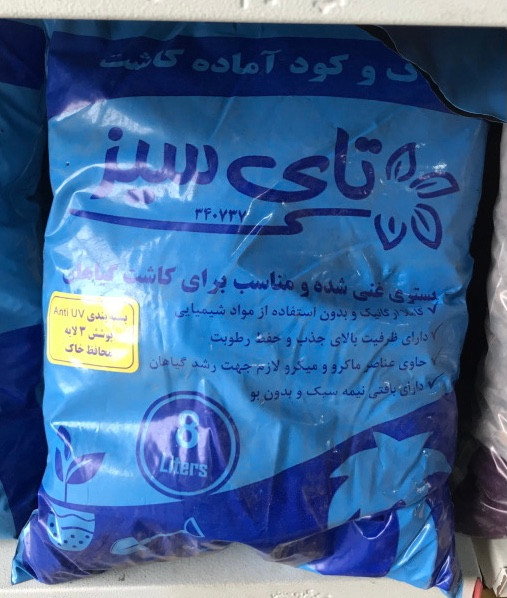 ک و کود آماده کاشت
تای سبز
۳۴۰۷۳۷
بستری غنی شده و مناسب برای کاشت گیاهان
✓ کاملا ارگانیک و بدون استفاده از مواد شیمیایی
✓ دارای ظرفیت بالای جذب و حفظ رطوبت
✓ حاوی عناصر ماکرو و میکرو لازم جهت رشد گیاهان
✓ دارای بافتی نیمه سبک و بدون بو
بسته بندی Anti UV
پوشش ۳ لایه
محافظ خاک
8
Liters